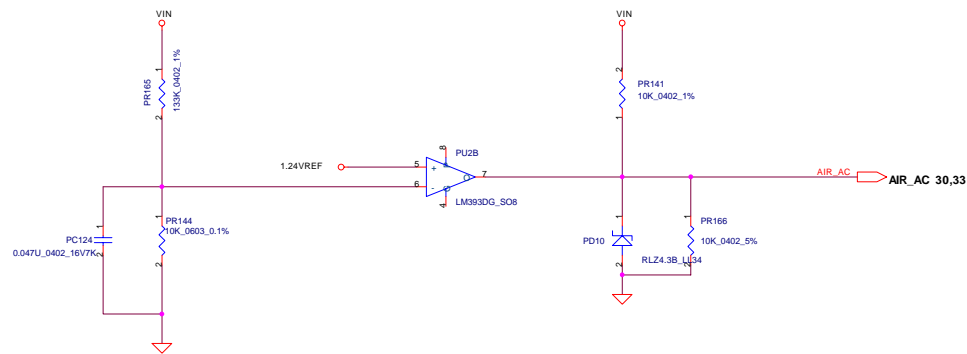 VIN
VIN
1
PR165
133K_0402_1%
2
2
PR141
10K_0402_1%
1
1.24VREF
5
+
8
PU2B
O
7
6
-
4
LM393DG_SO8
AIR_AC
AIR_AC 30,33
1
PC124
0.047U_0402_16V7K
2
1
PR144
10K_0603_0.1%
2
1
PD10
RLZ4.3B_LL34
2
1
PR166
10K_0402_5%
2